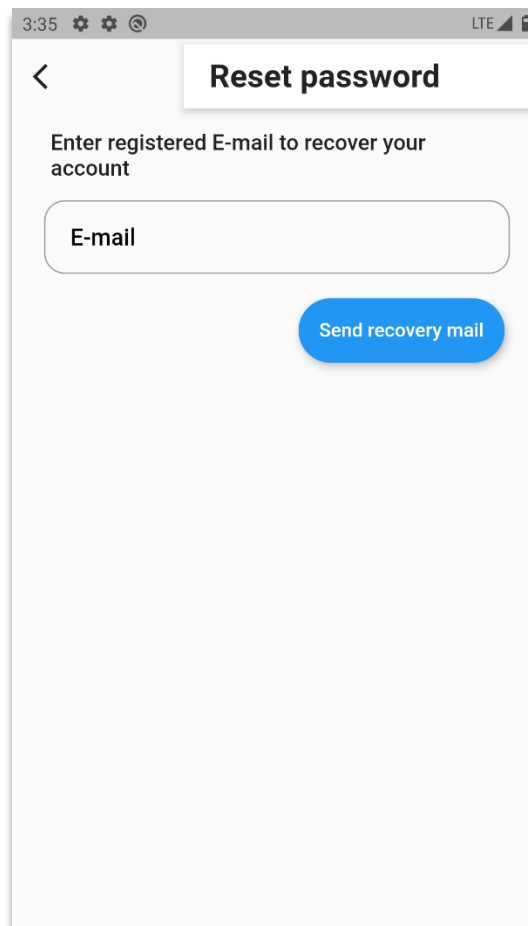 3:35 LTE
Reset password
Enter registered E-mail to recover your
account
E-mail
Send recovery mail